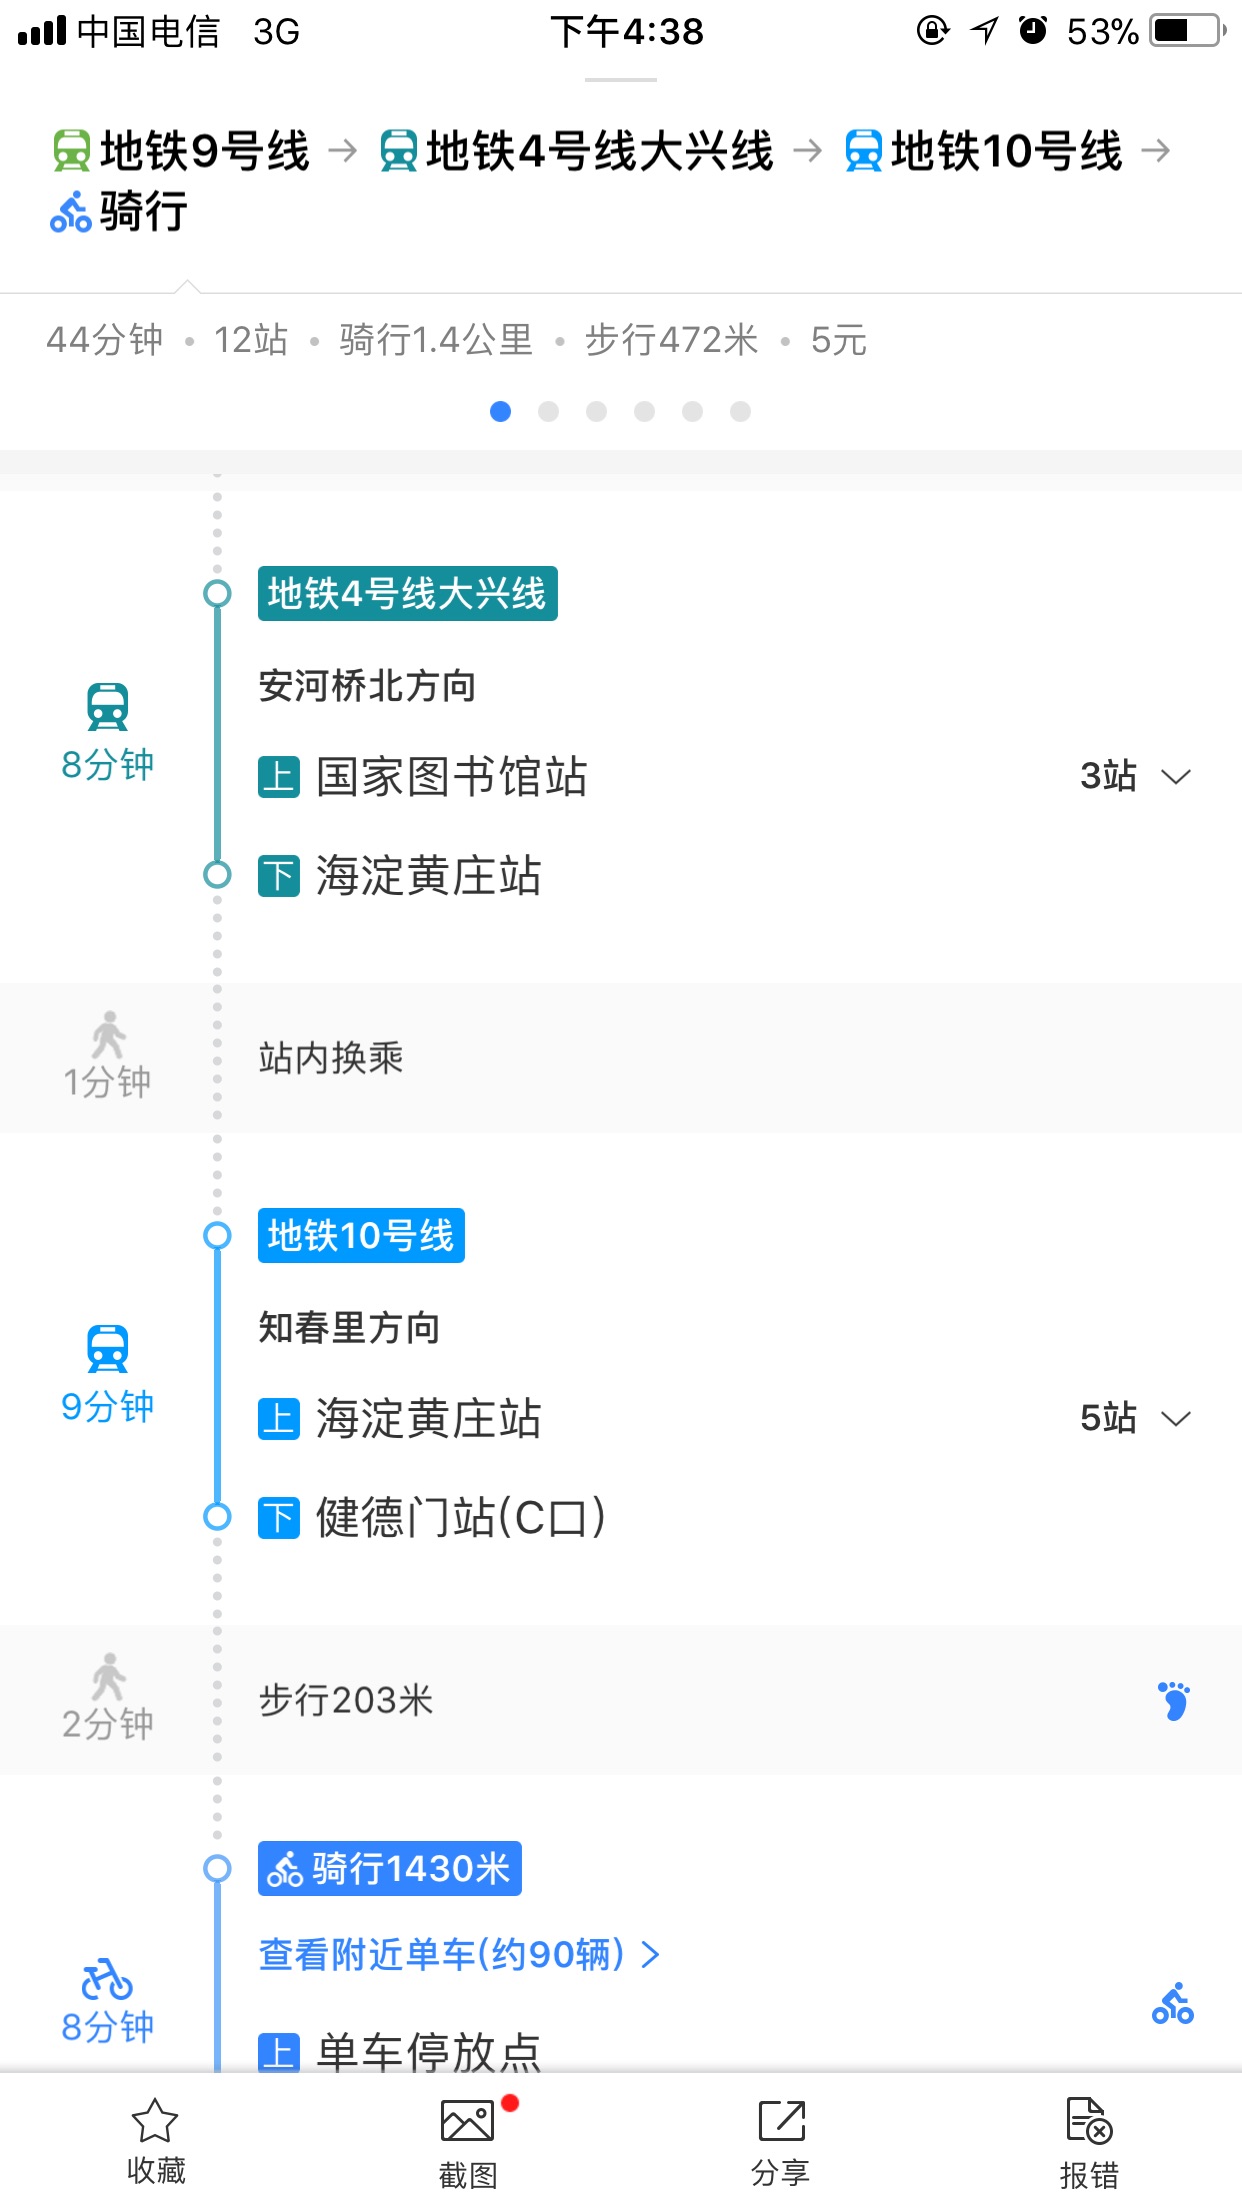 中国电信 3G 下午4:38 53%
地铁9号线 → 地铁4号线大兴线 → 地铁10号线 →
骑行
44分钟 • 12站 • 骑行1.4公里 • 步行472米 • 5元
地铁4号线大兴线
安河桥北方向
8分钟
上 国家图书馆站 3站
下 海淀黄庄站
站内换乘
1分钟
地铁10号线
知春里方向
9分钟
上 海淀黄庄站 5站
下 健德门站(C口)
步行203米
2分钟
骑行1430米
查看附近单车(约90辆) >
8分钟
上 单车停放点
收藏 截图 分享 报错